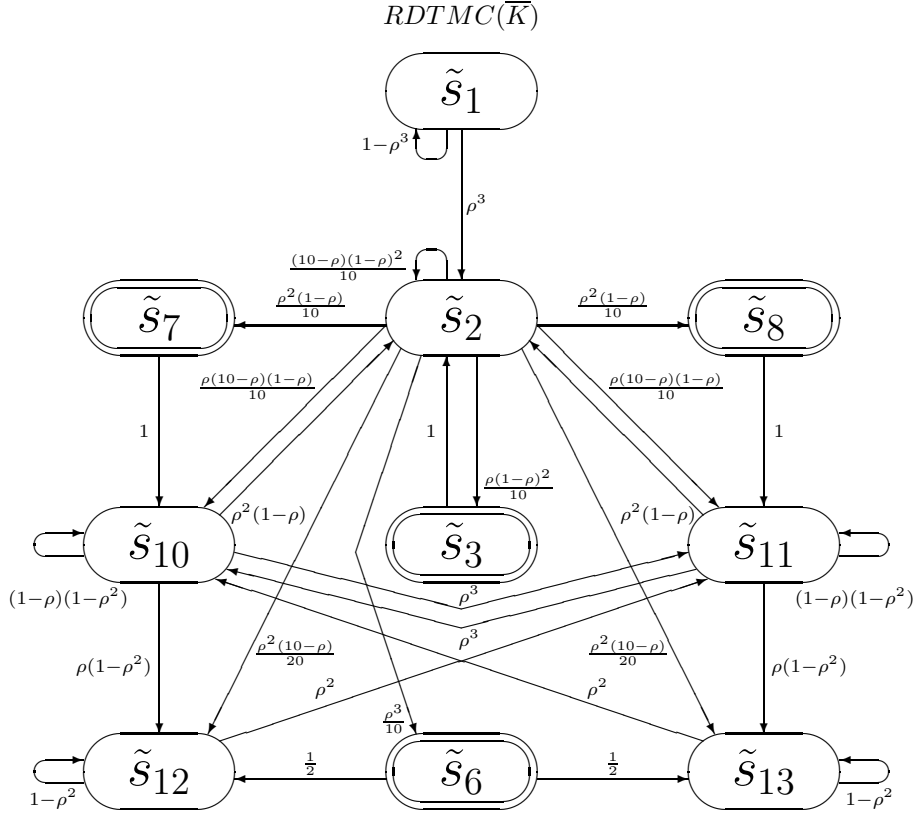 RDTMC(K̅)
s̃₁
1−ρ³
ρ³
(10−ρ)(1−ρ)²/10
s̃₇
ρ²(1−ρ)/10
s̃₂
ρ²(1−ρ)/10
s̃₈
ρ(10−ρ)(1−ρ)/10
ρ(10−ρ)(1−ρ)/10
1
1
1
ρ(1−ρ)²/10
s̃₁₀
ρ²(1−ρ)
s̃₃
ρ²(1−ρ)
s̃₁₁
(1−ρ)(1−ρ²)
ρ³
(1−ρ)(1−ρ²)
ρ³
ρ(1−ρ²)
ρ²(10−ρ)/20
ρ²(10−ρ)/20
ρ(1−ρ²)
ρ²
ρ²
ρ³/10
s̃₁₂
1/2
s̃₆
1/2
s̃₁₃
1−ρ²
1−ρ²